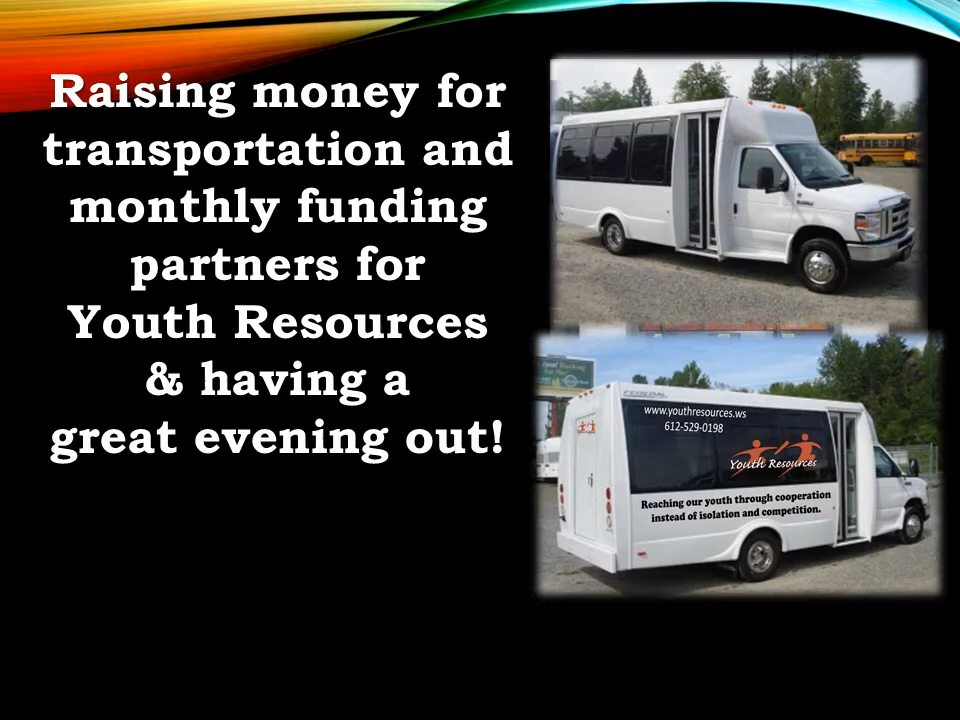 Raising money for
transportation and
monthly funding
partners for
Youth Resources
& having a
great evening out!
FEDERAL
www.youthresources.ws
612-529-0198
Youth Resources
Reaching our youth through cooperation
instead of isolation and competition.